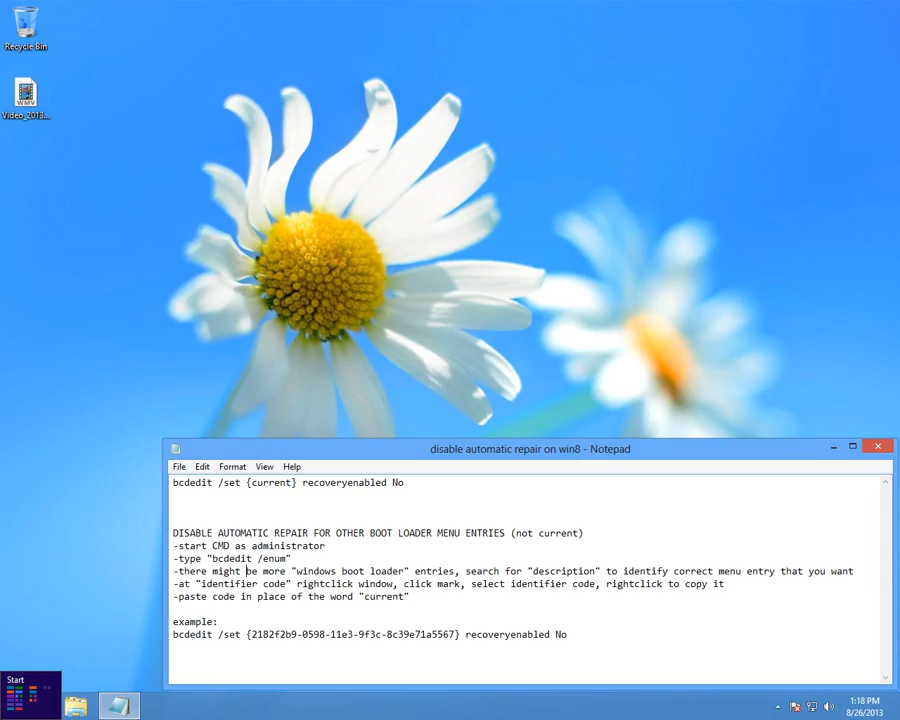 Recycle Bin
WMV
Video_2013...
disable automatic repair on win8 - Notepad
File Edit Format View Help
bcdedit /set {current} recoveryenabled No
DISABLE AUTOMATIC REPAIR FOR OTHER BOOT LOADER MENU ENTRIES (not current)
-start CMD as administrator
-type "bcdedit /enum"
-there might be more "windows boot loader" entries, search for "description" to identify correct menu entry that you want
-at "identifier code" rightclick window, click mark, select identifier code, rightclick to copy it
-paste code in place of the word "current"
example:
bcdedit /set {2182f2b9-0598-11e3-9f3c-8c39e71a5567} recoveryenabled No
Start
1:18 PM
8/26/2013